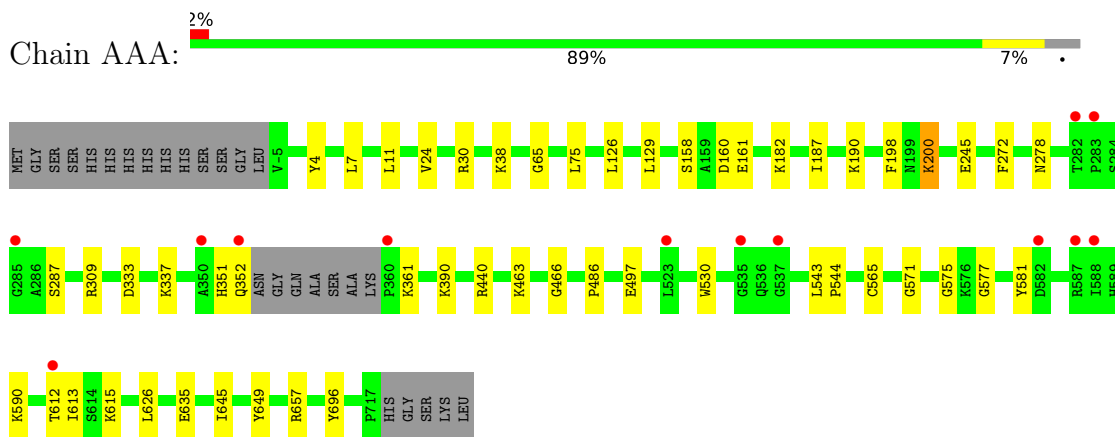 2%
Chain AAA:
89% 7% •
MET GLY SER SER HIS HIS HIS HIS HIS HIS SER SER GLY LEU V-5 Y4 L7 L11 V24 R30 K38 G65 L75 L126 L129 S158 A159 D160 E161 K182 I187 K190 F198 N199 K200 E245 F272 N278 T282 P283 S284
G285 A286 S287 R309 D333 K337 A350 H351 Q352 ASN GLY GLN ALA SER ALA LYS P360 K361 K390 R440 K463 G466 P486 E497 L523 W530 G535 Q536 G537 L543 P544 C565 G571 G575 K576 G577 Y581 D582 R587 I588 H589
K590 T612 I613 S614 K615 L626 E635 I645 Y649 R657 Y696 P717 HIS GLY SER LYS LEU